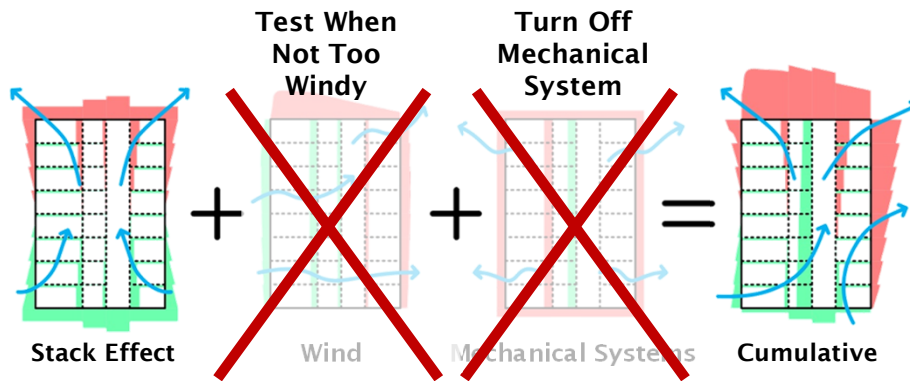 Test When
Not Too
Windy
Turn Off
Mechanical
System
+
+
=
Stack Effect
Wind
Mechanical Systems
Cumulative